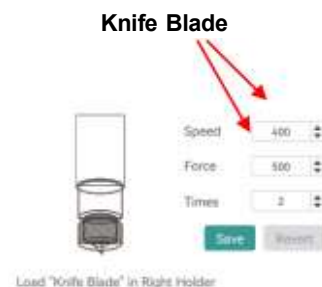 Knife Blade
Speed 400
Force 500
Times 2
Save Revert
Load "Knife Blade" in Right Holder